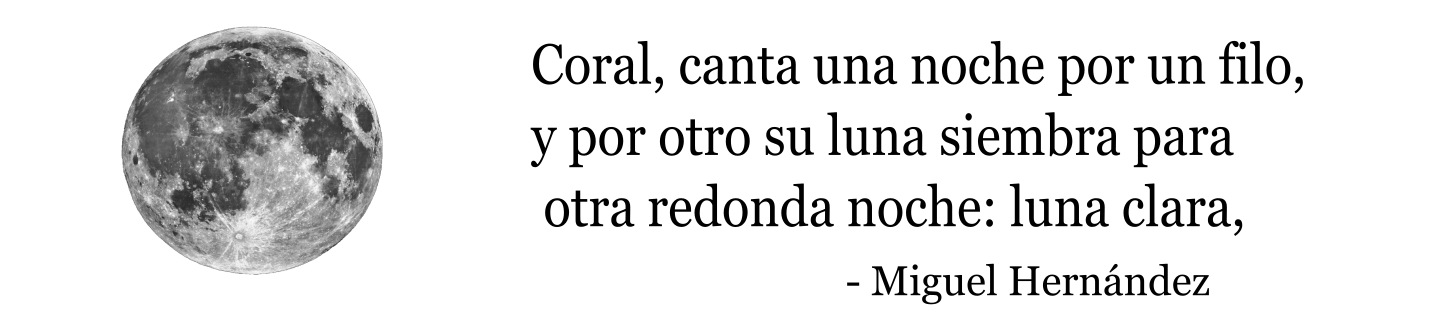 Coral, canta una noche por un filo,
y por otro su luna siembra para
otra redonda noche: luna clara,
- Miguel Hernández